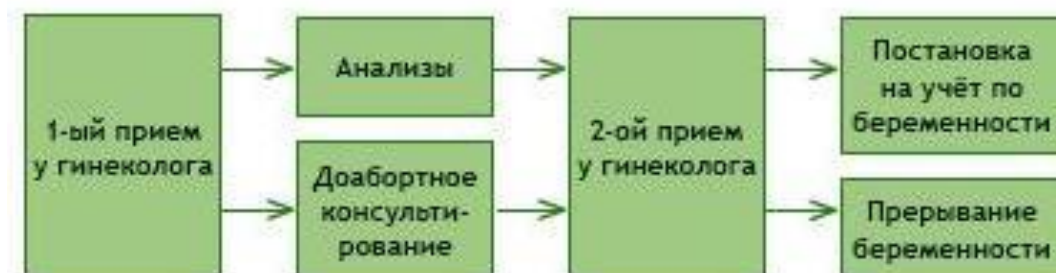 1-ый прием
у гинеколога
Анализы
Доабортное
консульти-
рование
2-ой прием
у гинеколога
Постановка
на учёт по
беременности
Прерывание
беременности